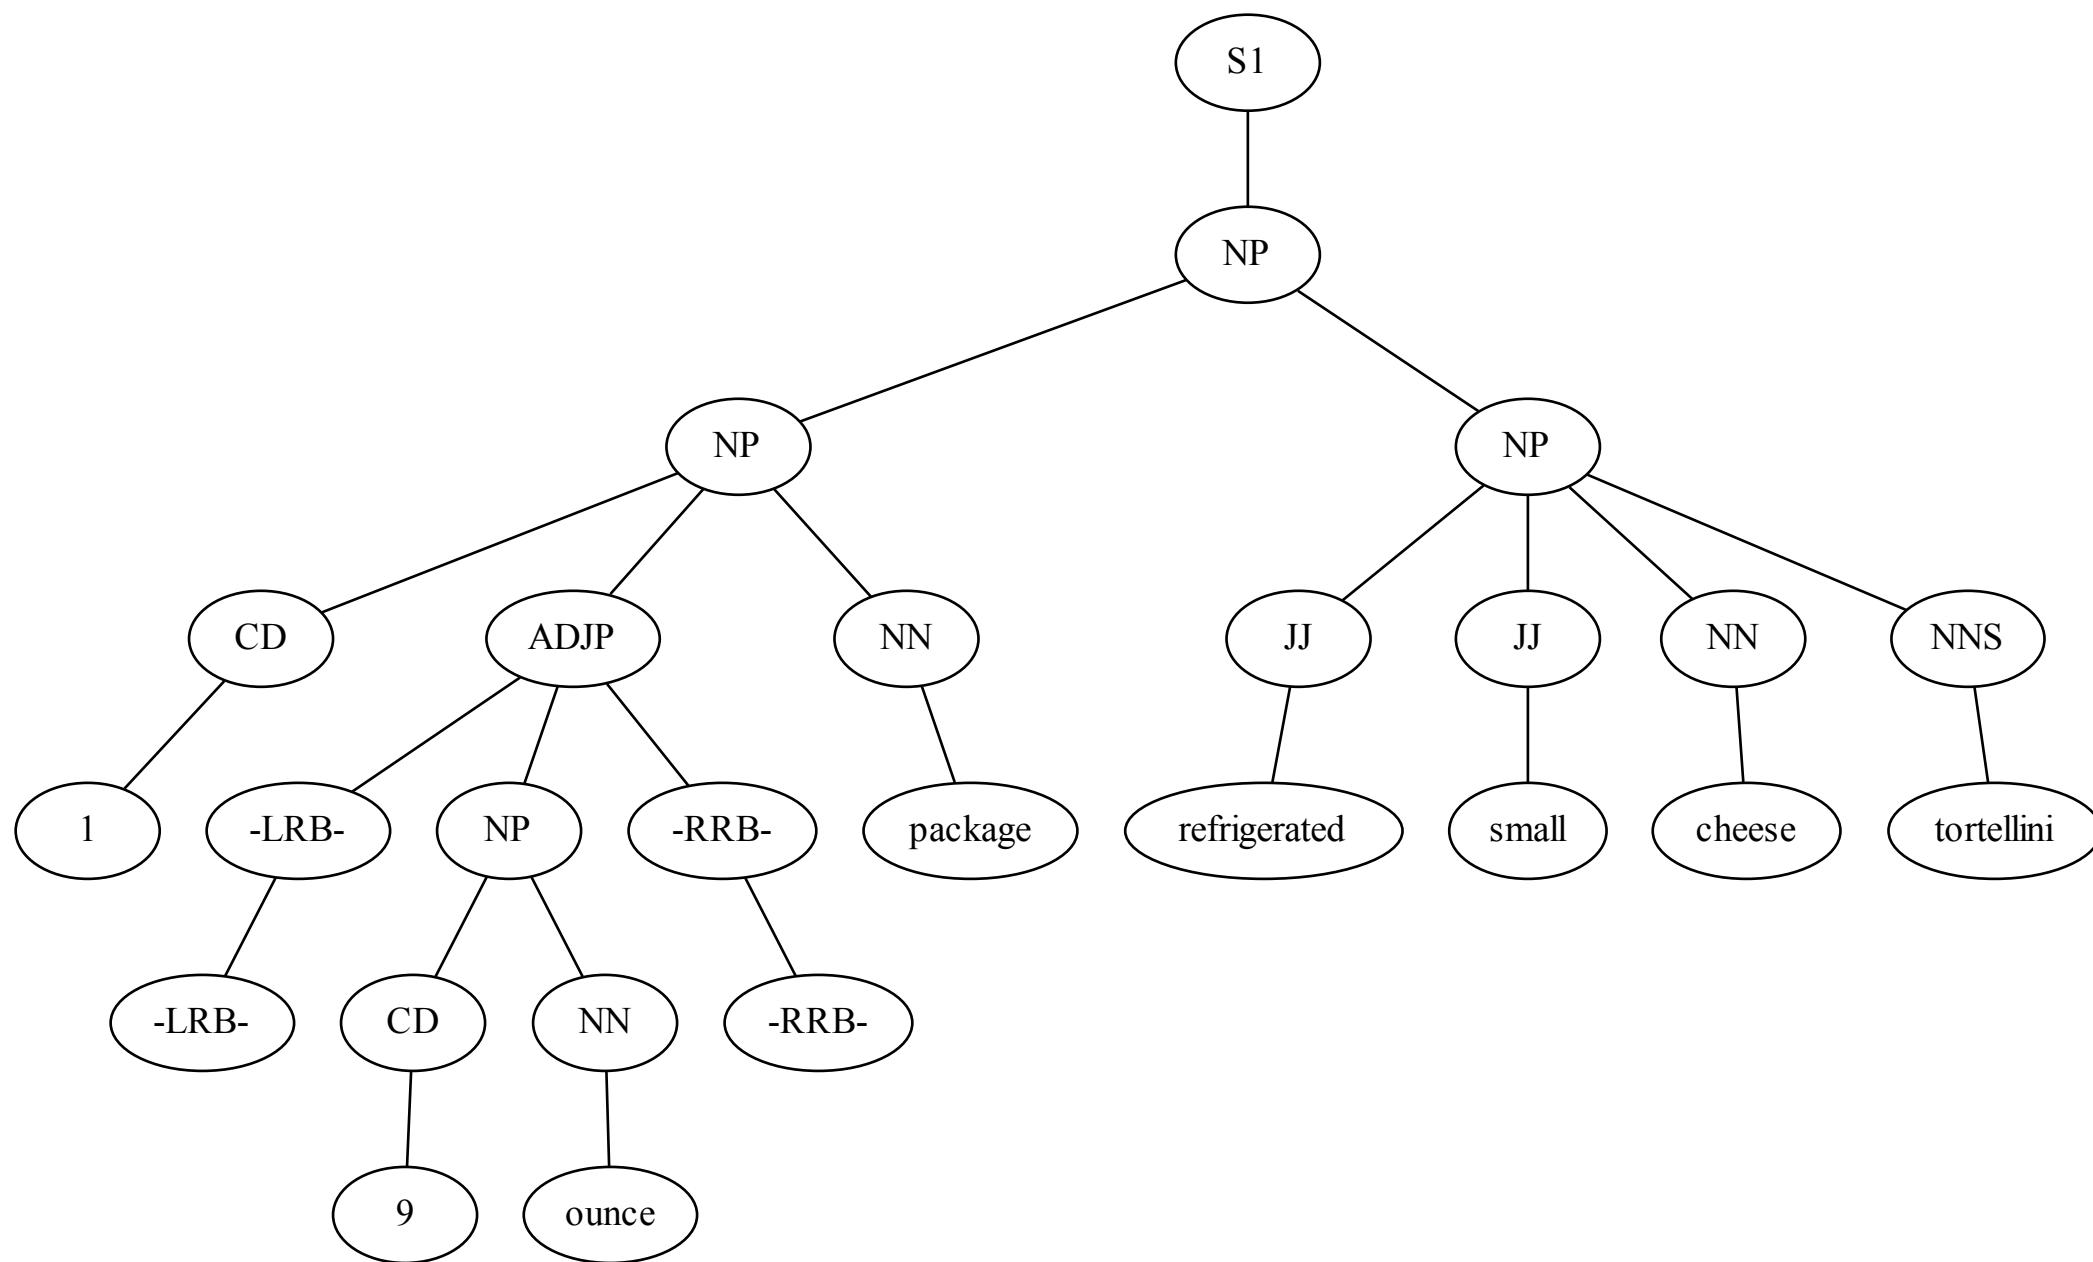 S1
NP
NP NP
CD ADJP NN JJ JJ NN NNS
1 -LRB- NP -RRB- package refrigerated small cheese tortellini
-LRB- CD NN -RRB-
9 ounce